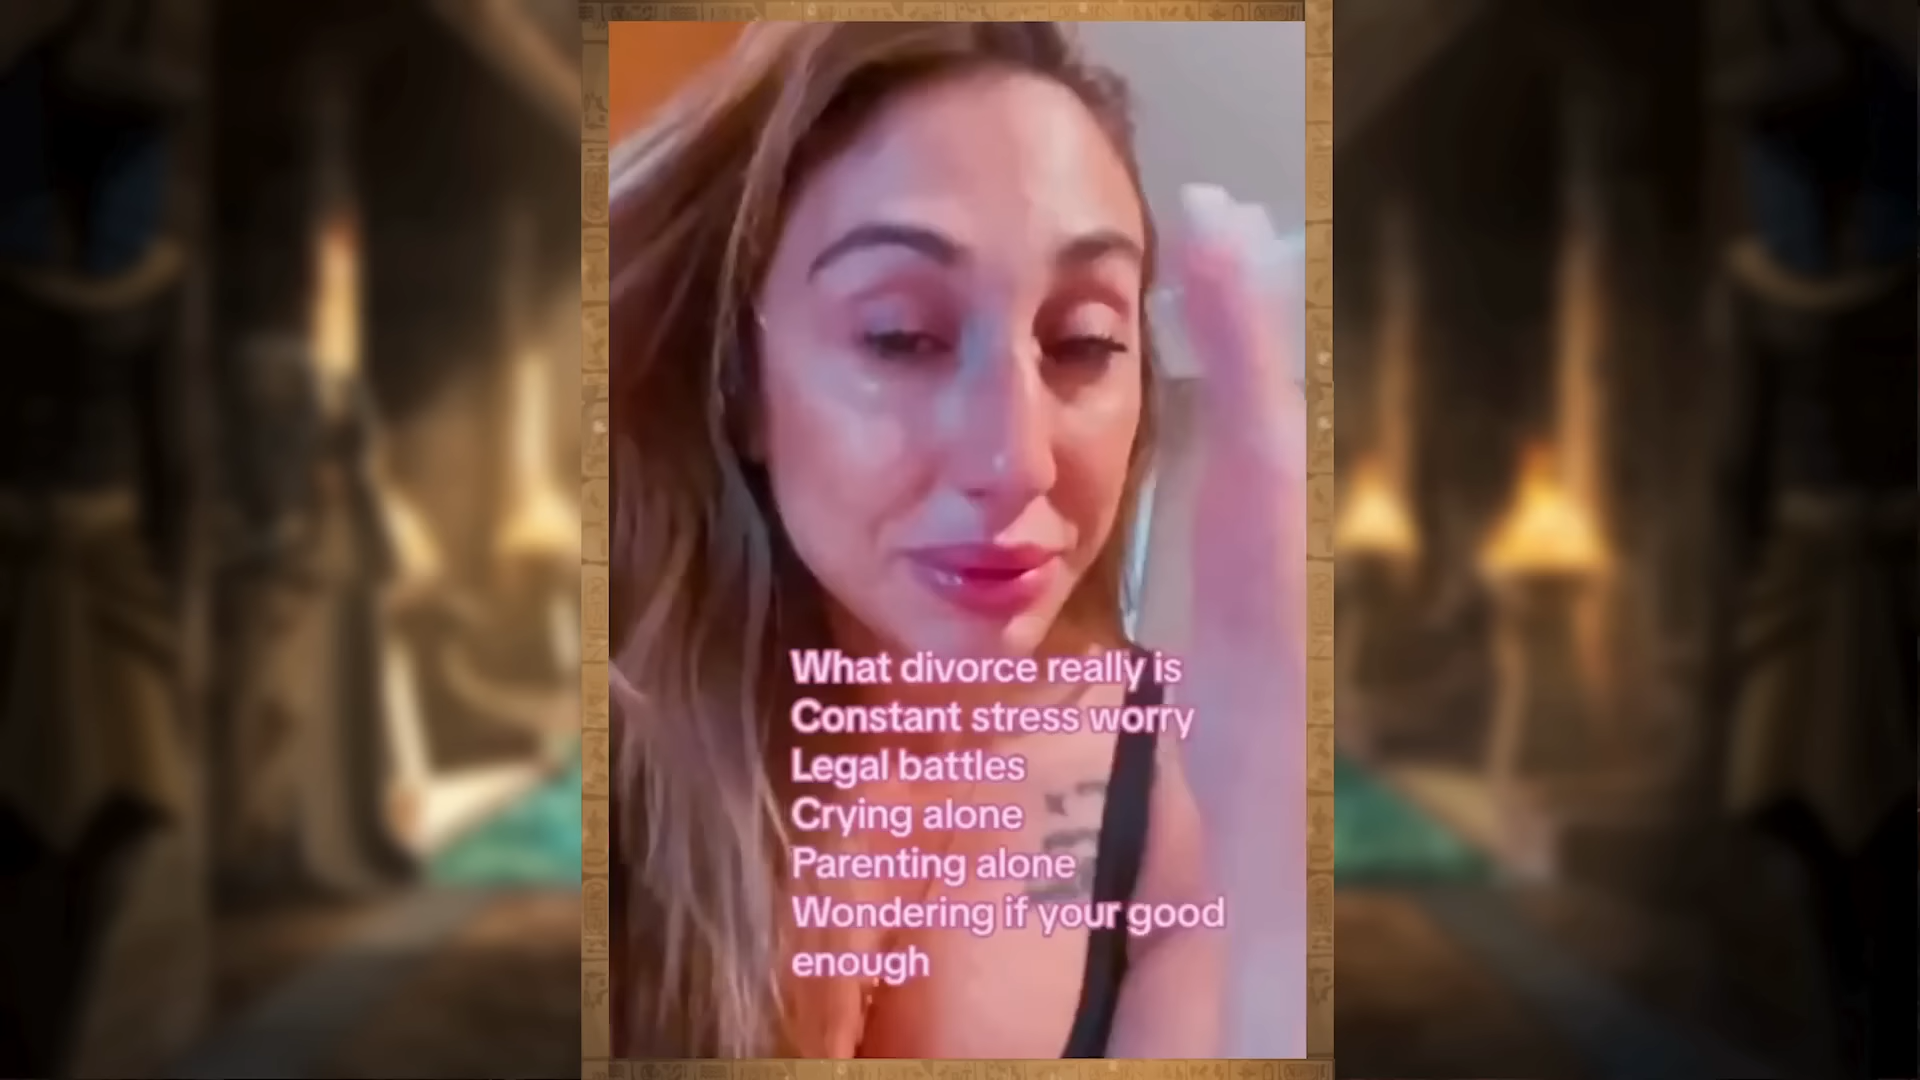 What divorce really is
Constant stress worry
Legal battles
Crying alone
Parenting alone
Wondering if your good
enough